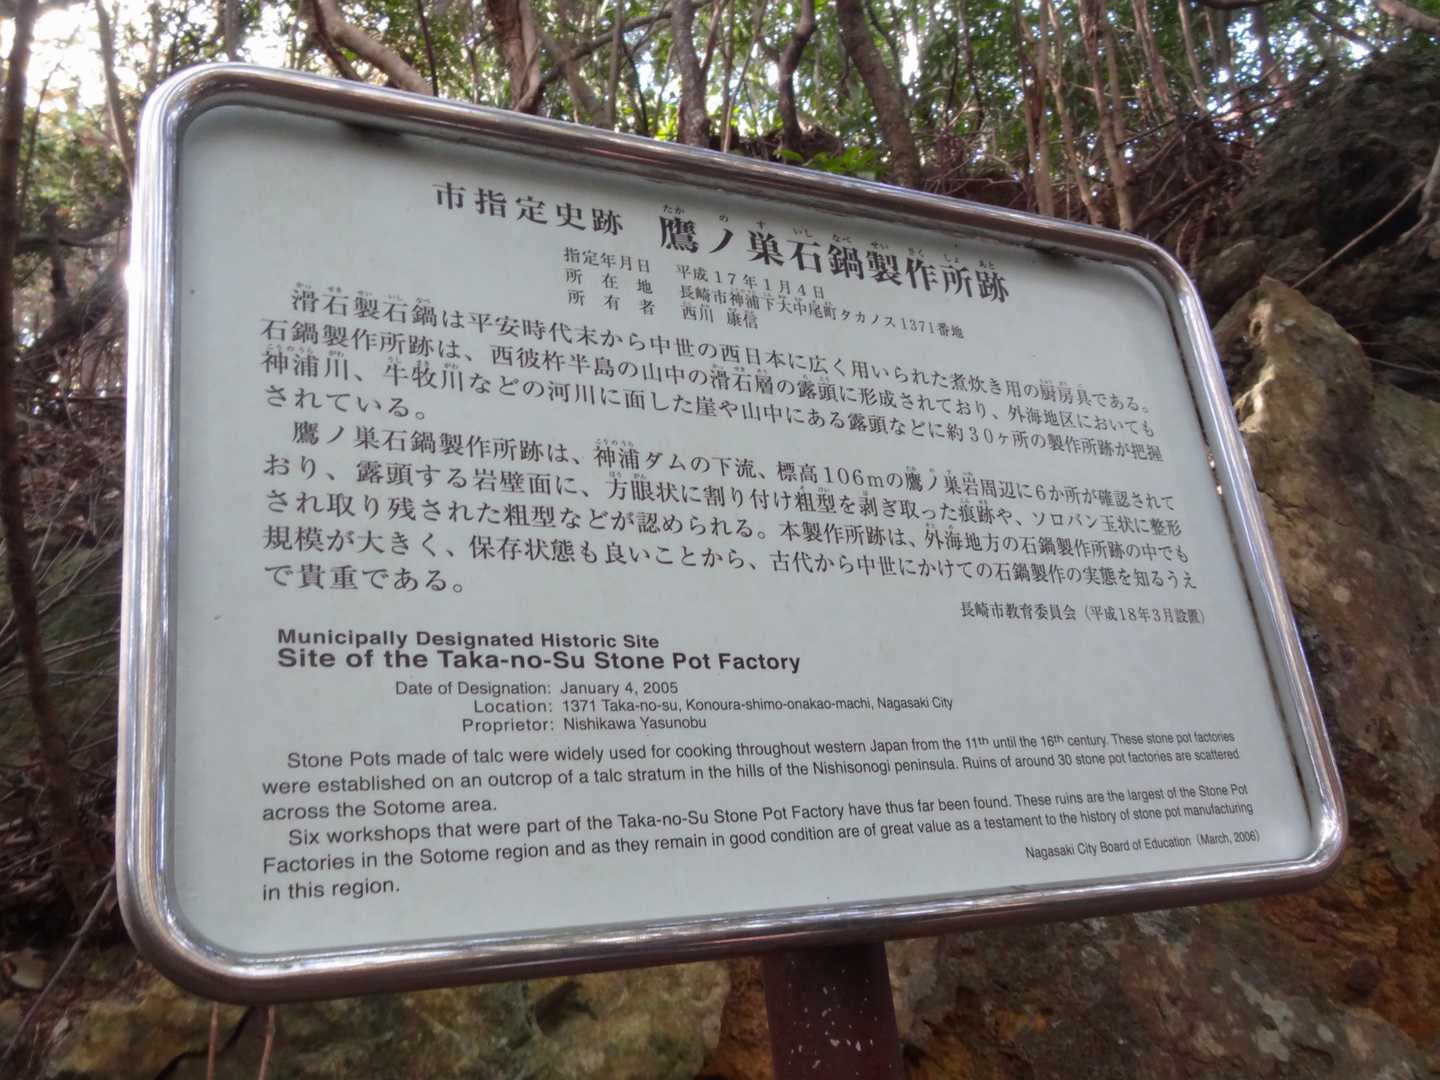 市指定史跡 鷹ノ巣石鍋製作所跡
たか の す いし なべ せい さく しょ あと
指定年月日 平成17年1月4日
所在地 長崎市神浦下大中尾町タカノス1371番地
所有者 西川 康信
滑石製石鍋は平安時代末から中世の西日本に広く用いられた煮炊き用の厨房具である。
石鍋製作所跡は、西彼杵半島の山中の滑石層の露頭に形成されており、外海地区においても
神浦川、牛牧川などの河川に面した崖や山中にある露頭などに約30ヶ所の製作所跡が把握
されている。
鷹ノ巣石鍋製作所跡は、神浦ダムの下流、標高106mの鷹ノ巣岩周辺に6か所が確認されて
おり、露頭する岩壁面に、方眼状に割り付け粗型を剥ぎ取った痕跡や、ソロバン玉状に整形
され取り残された粗型などが認められる。本製作所跡は、外海地方の石鍋製作所跡の中でも
規模が大きく、保存状態も良いことから、古代から中世にかけての石鍋製作の実態を知るうえ
で貴重である。
長崎市教育委員会（平成18年3月設置）
Municipally Designated Historic Site
Site of the Taka-no-Su Stone Pot Factory
Date of Designation: January 4, 2005
Location: 1371 Taka-no-su, Konoura-shimo-onakao-machi, Nagasaki City
Proprietor: Nishikawa Yasunobu
Stone Pots made of talc were widely used for cooking throughout western Japan from the 11th until the 16th century. These stone pot factories
were established on an outcrop of a talc stratum in the hills of the Nishisonogi peninsula. Ruins of around 30 stone pot factories are scattered
across the Sotome area.
Six workshops that were part of the Taka-no-Su Stone Pot Factory have thus far been found. These ruins are the largest of the Stone Pot
Factories in the Sotome region and as they remain in good condition are of great value as a testament to the history of stone pot manufacturing
in this region.
Nagasaki City Board of Education (March, 2006)